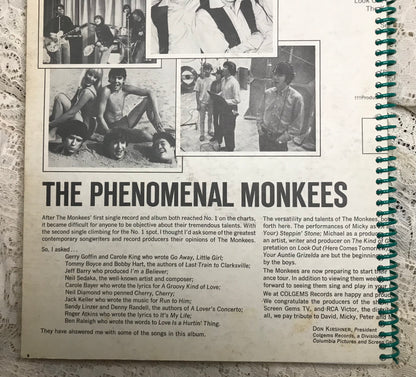 Look Ou
The
†††Produc
THE PHENOMENAL MONKEES
After The Monkees' first single record and album both reached No. 1 on the charts,
it became difficult for anyone to be objective about their tremendous talents. With
the second single climbing for the No. 1 spot, I thought I'd ask some of the greatest
contemporary songwriters and record producers their opinions of The Monkees.
So, I asked ...
Gerry Goffin and Carole King who wrote Go Away, Little Girl;
Tommy Boyce and Bobby Hart, the authors of Last Train to Clarksville;
Jeff Barry who produced I'm a Believer;
Neil Sedaka, the well-known artist and composer;
Carole Bayer who wrote the lyrics for A Groovy Kind of Love;
Neil Diamond who penned Cherry, Cherry;
Jack Keller who wrote the music for Run to Him;
Sandy Linzer and Denny Randell, the authors of A Lover's Concerto;
Roger Atkins who wrote the lyrics to It's My Life;
Ben Raleigh who wrote the words to Love Is a Hurtin' Thing.
They have answered me with some of the songs in this album.
The versatility and talents of The Monkees, bo
forth here. The performances of Micky as
Your) Steppin' Stone; Michael as a produc
an artist, writer and producer on The Kind of G
pretation on Look Out (Here Comes Tomorro
Your Auntie Grizelda are but the beginning
by the boys.
The Monkees are now preparing to start their
ance tour. In addition to viewing them weekly
forward to seeing them sing and play in your
We at COLGEMS Records are happy and proud
We congratulate the producers of the show,
Screen Gems TV, and RCA Victor, the distri
all, we pay tribute to David, Micky, Peter and M
DON KIRSHNER, President
Colgems Records, a Division
Columbia Pictures and Screen